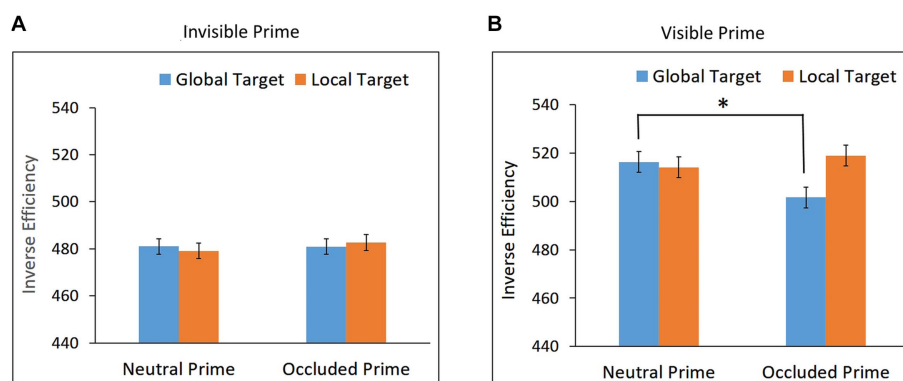 A
Invisible Prime
Global Target Local Target
540
520
500
480
460
440
Inverse Efficiency
Neutral Prime Occluded Prime
B
Visible Prime
Global Target Local Target
540
520
500
480
460
440
Inverse Efficiency
*
Neutral Prime Occluded Prime